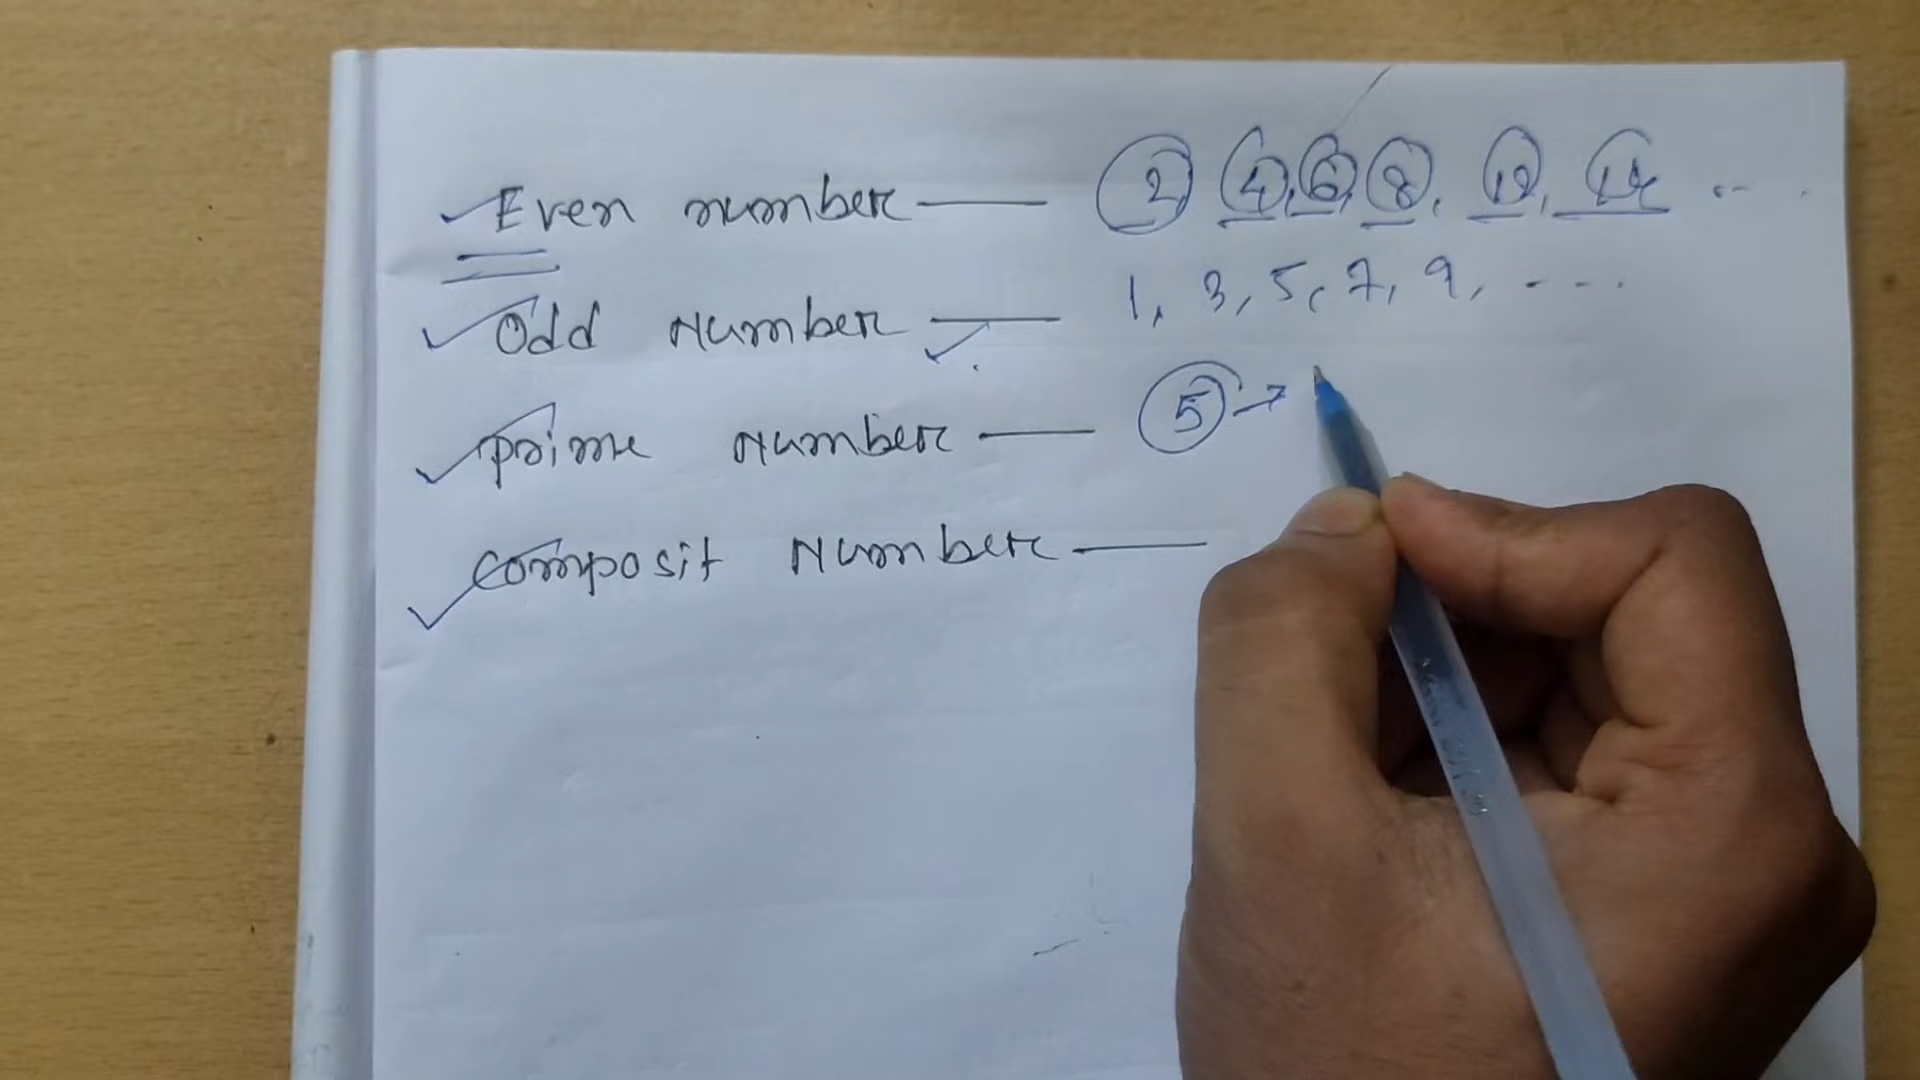 Even number — 2 4, 6, 8, 12, 14 ...
Odd Number — 1, 3, 5, 7, 9, ....
prime Number — 5 →
composit Number —